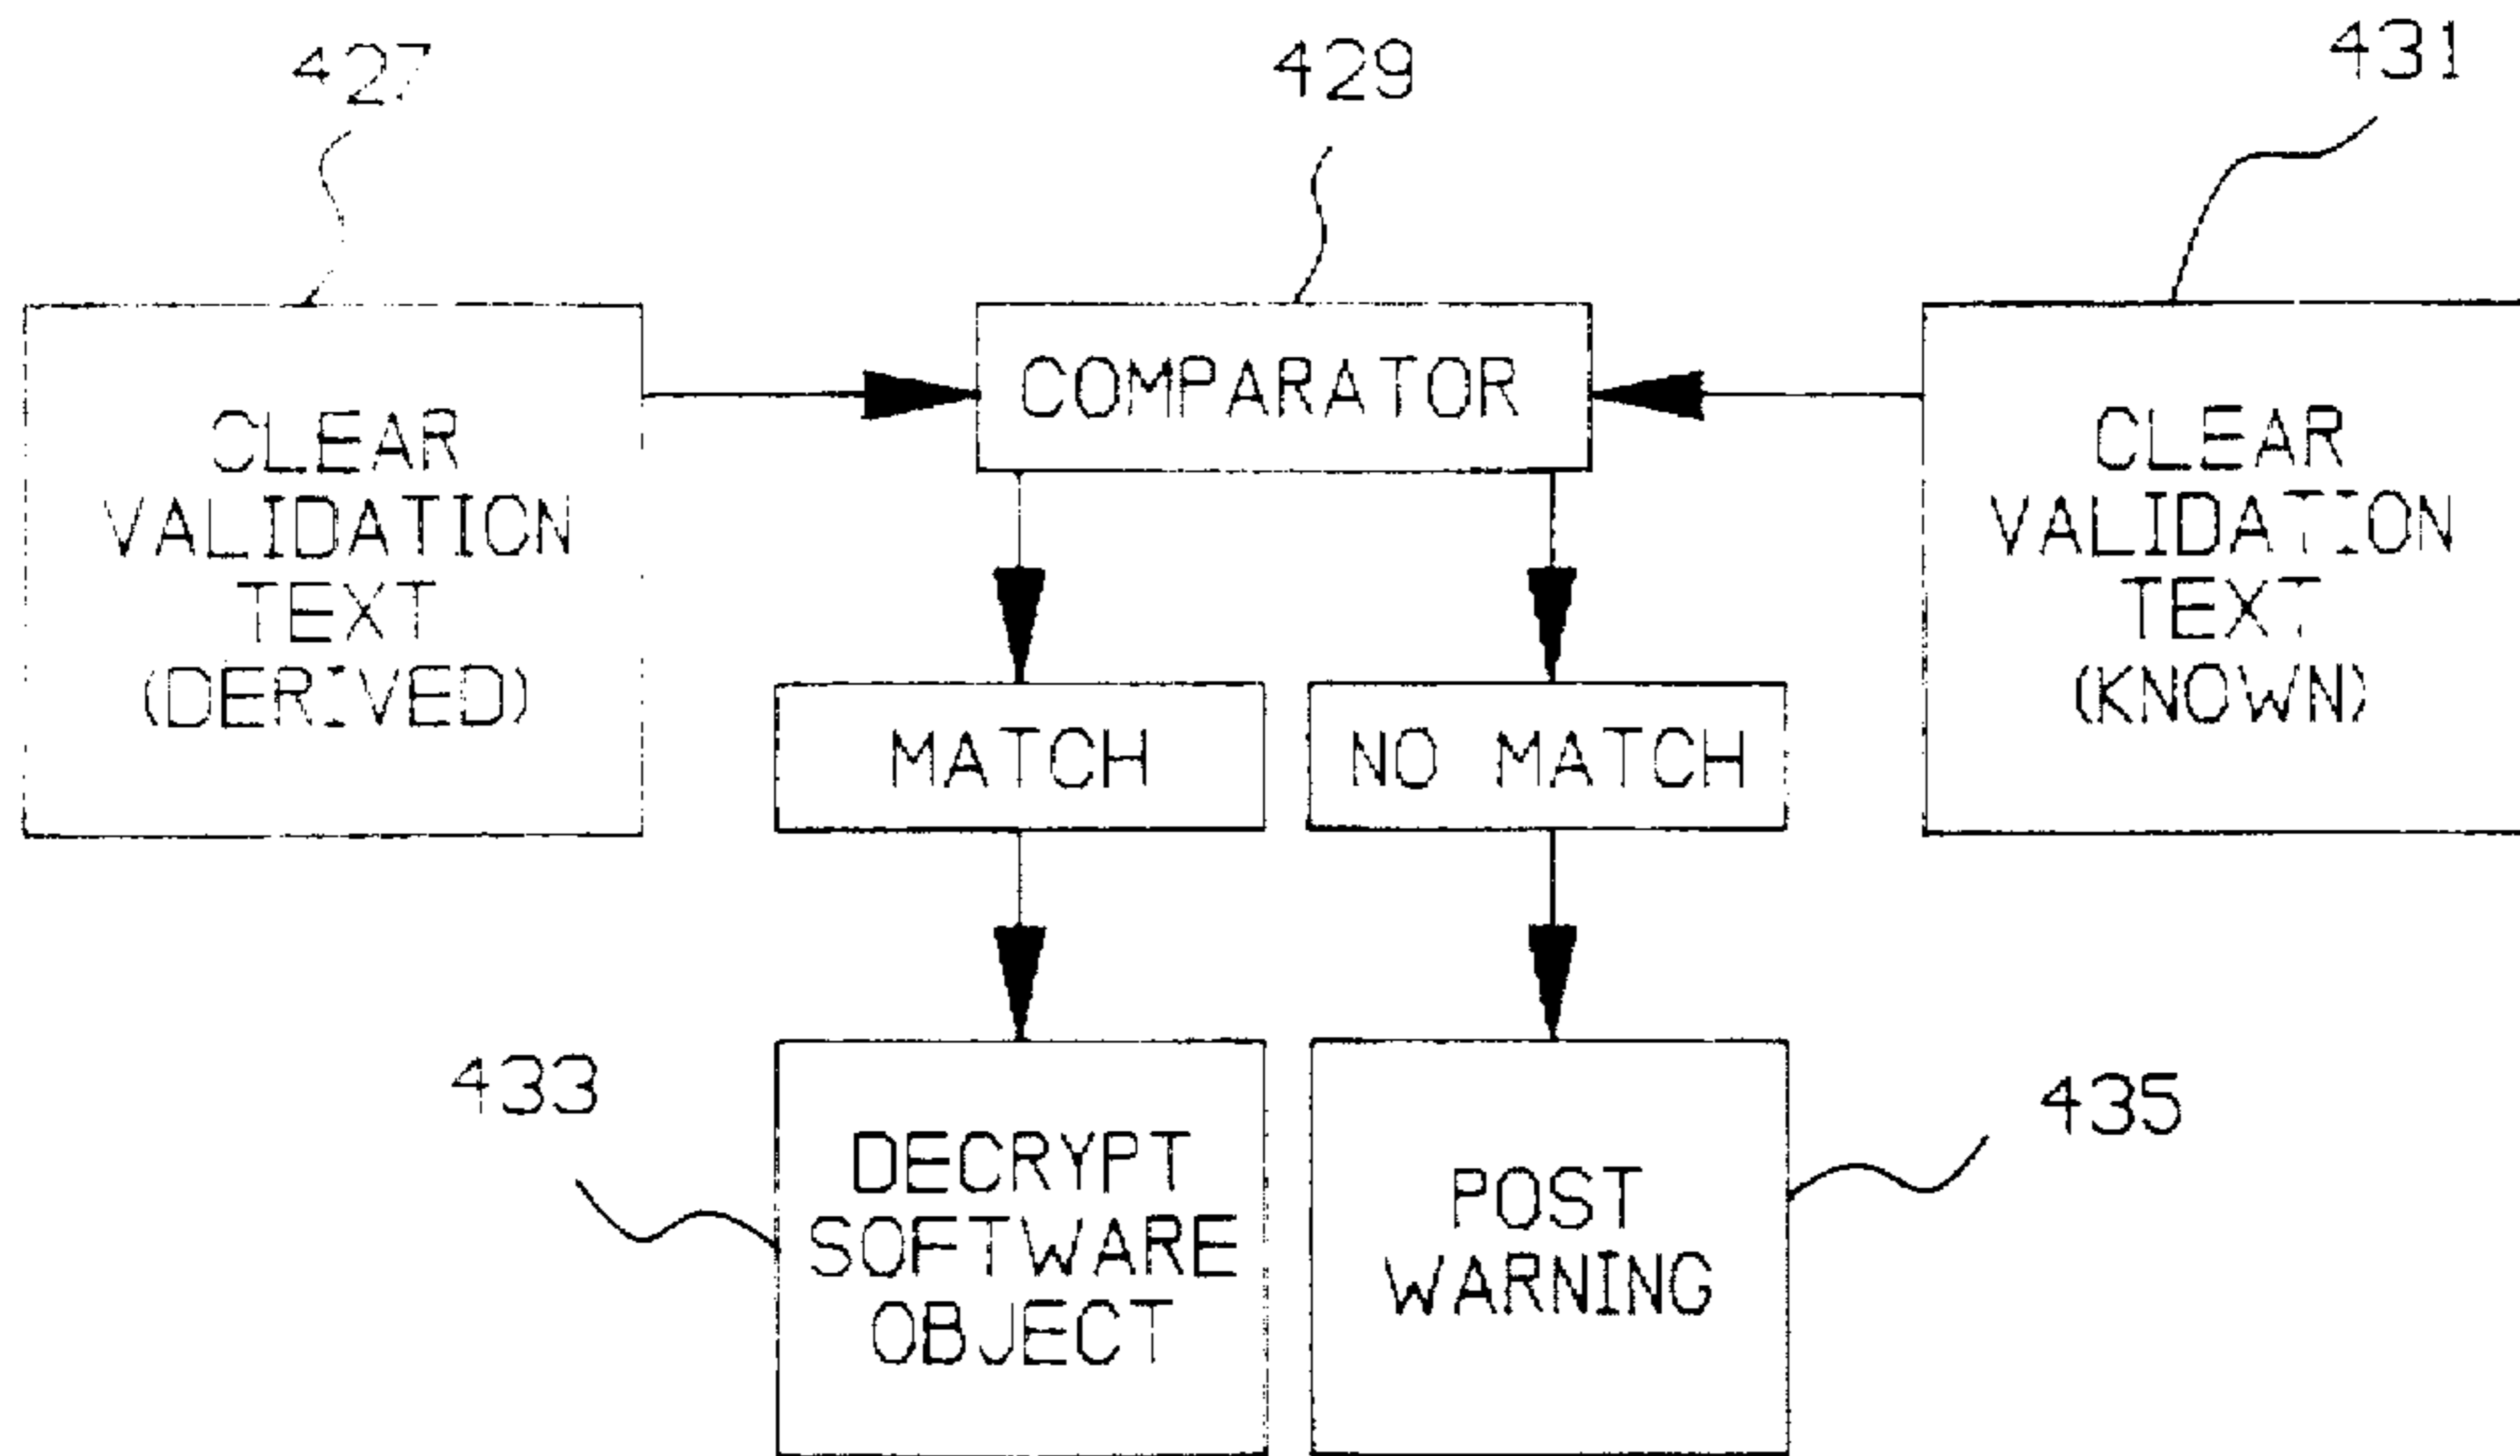 427
429
431
CLEAR
VALIDATION
TEXT
(DERIVED)
COMPARATOR
CLEAR
VALIDATION
TEXT
(KNOWN)
MATCH
NO MATCH
433
DECRYPT
SOFTWARE
OBJECT
POST
WARNING
435